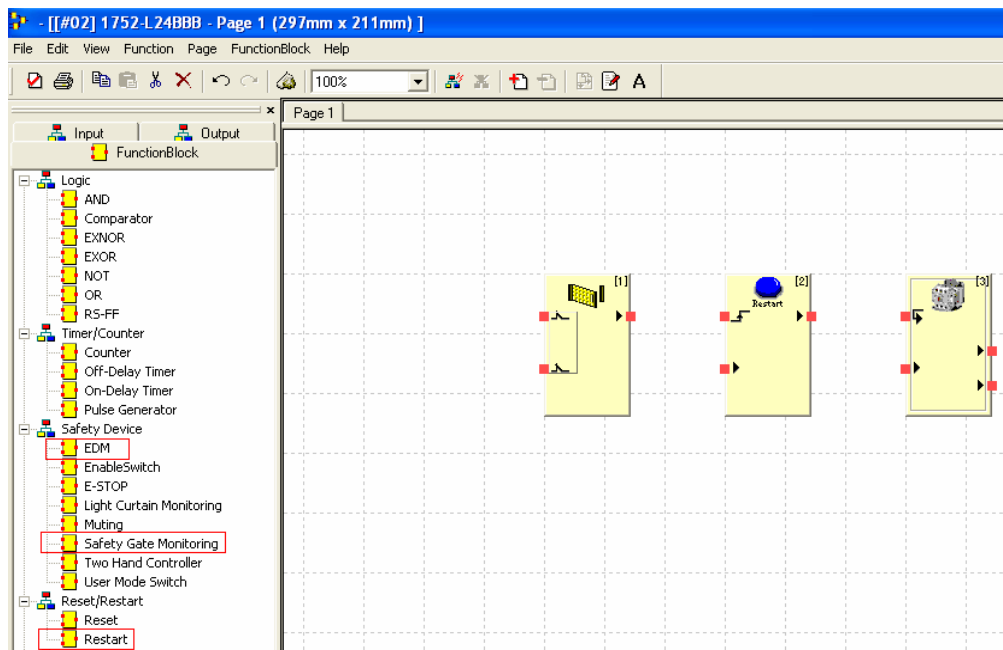 - [[#02] 1752-L24BBB - Page 1 (297mm x 211mm) ]
File Edit View Function Page FunctionBlock Help
100% A
Page 1
Input Output
FunctionBlock
Logic
AND
Comparator
EXNOR
EXOR
NOT
OR
RS-FF
Timer/Counter
Counter
Off-Delay Timer
On-Delay Timer
Pulse Generator
Safety Device
EDM
EnableSwitch
E-STOP
Light Curtain Monitoring
Muting
Safety Gate Monitoring
Two Hand Controller
User Mode Switch
Reset/Restart
Reset
Restart
[1] [2] [3]
Restart